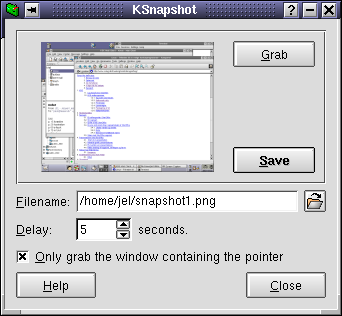 KSnapshot
?
Grab
Save
Filename: /home/jel/snapshot1.png
Delay: 5 seconds.
Only grab the window containing the pointer
Help
Close